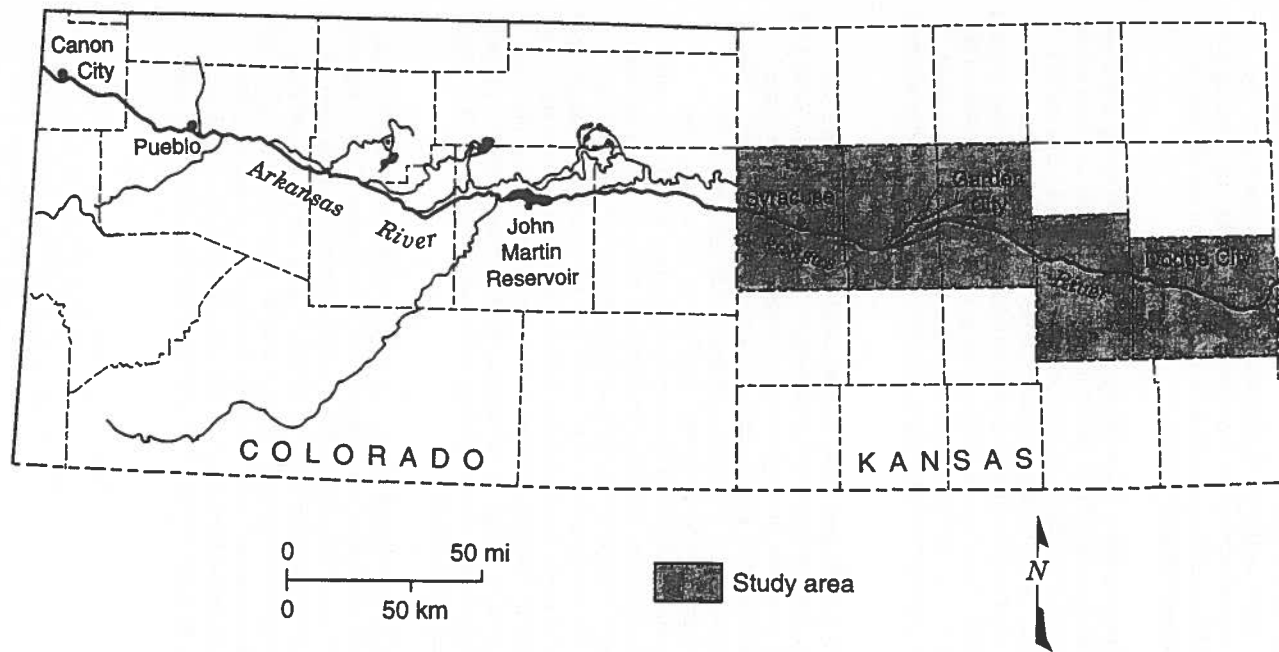 Canon
City
Pueblo
Arkansas
River
John
Martin
Reservoir
Syracuse
Garden
City
Arkansas
River
Dodge City
COLORADO
KANSAS
0 50 mi
0 50 km
Study area
N